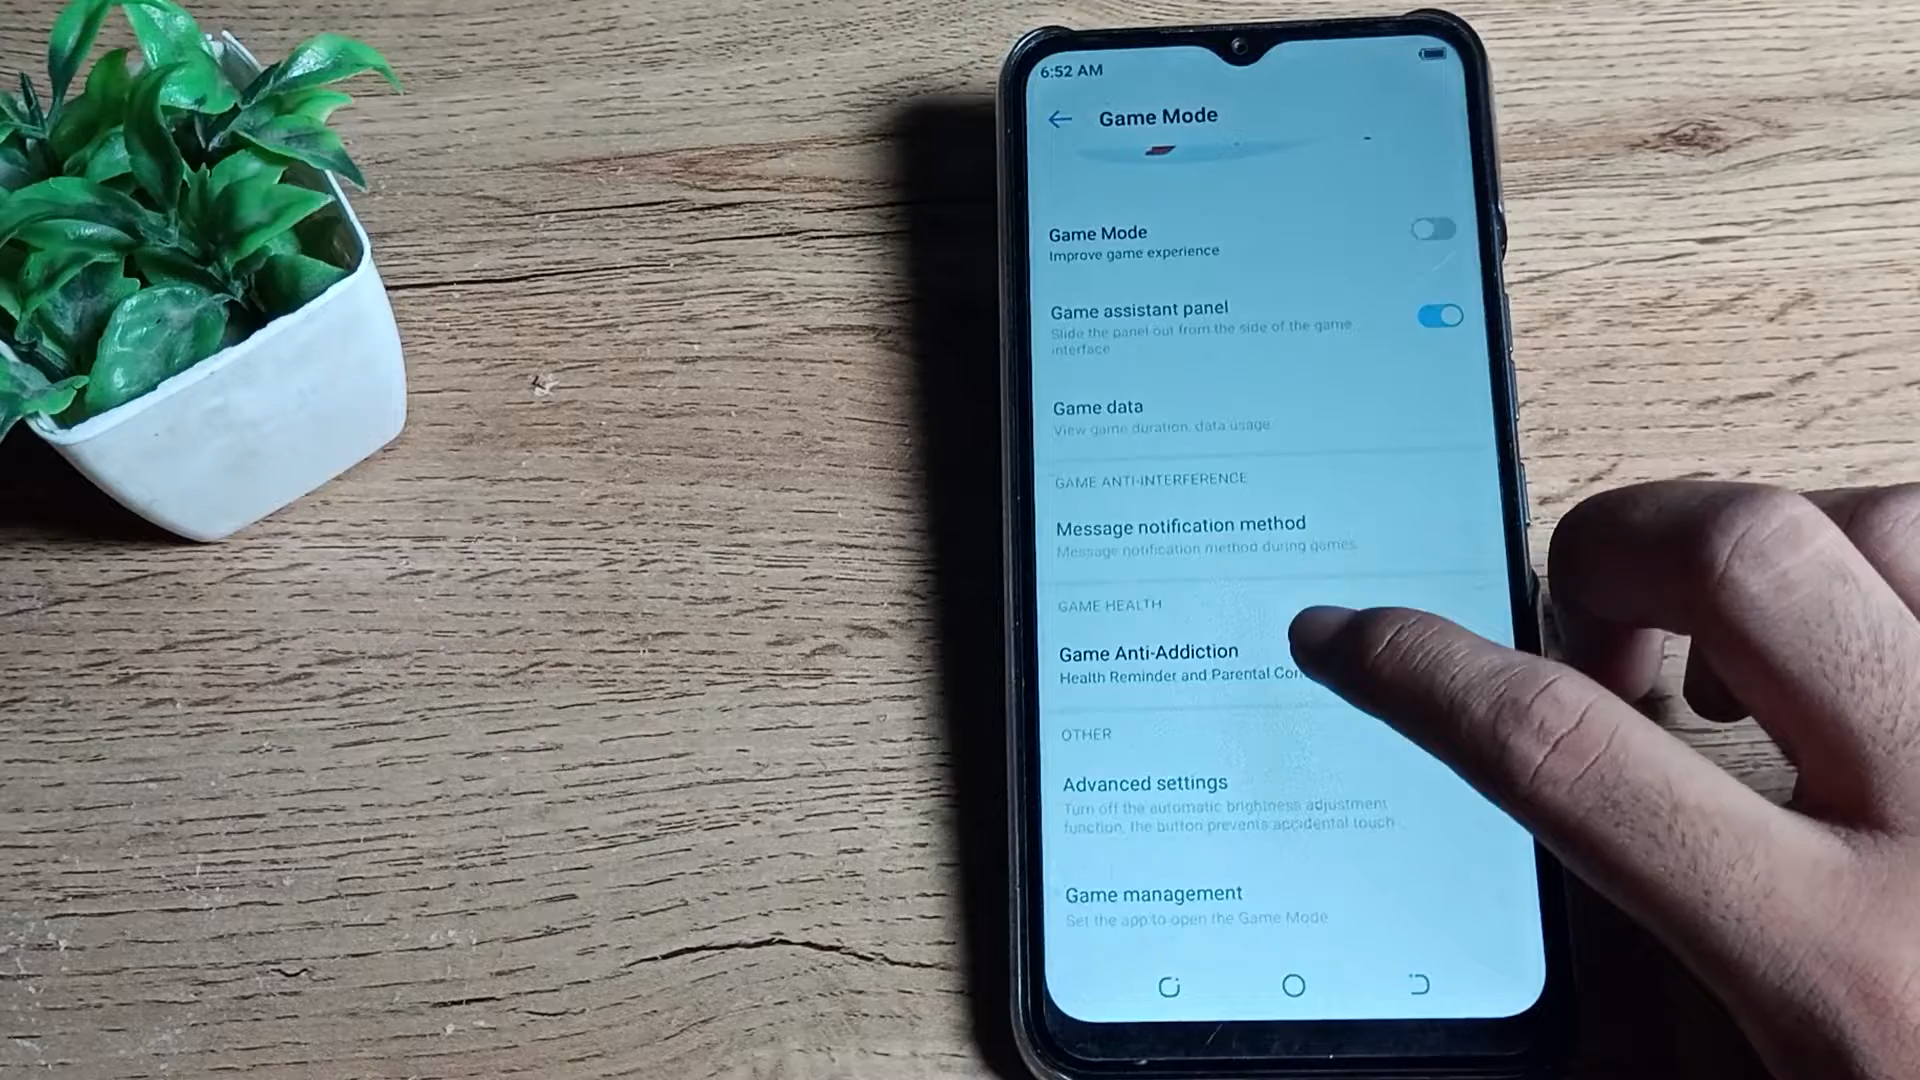 6:52 AM
Game Mode
Game Mode
Improve game experience
Game assistant panel
Slide the panel out from the side of the game
interface
Game data
View game duration, data usage
GAME ANTI-INTERFERENCE
Message notification method
Message notification method during games
GAME HEALTH
Game Anti-Addiction
Health Reminder and Parental
OTHER
Advanced settings
Turn off the automatic brightness adjustment
function, the button prevents accidental touch
Game management
Set the app to open the Game Mode